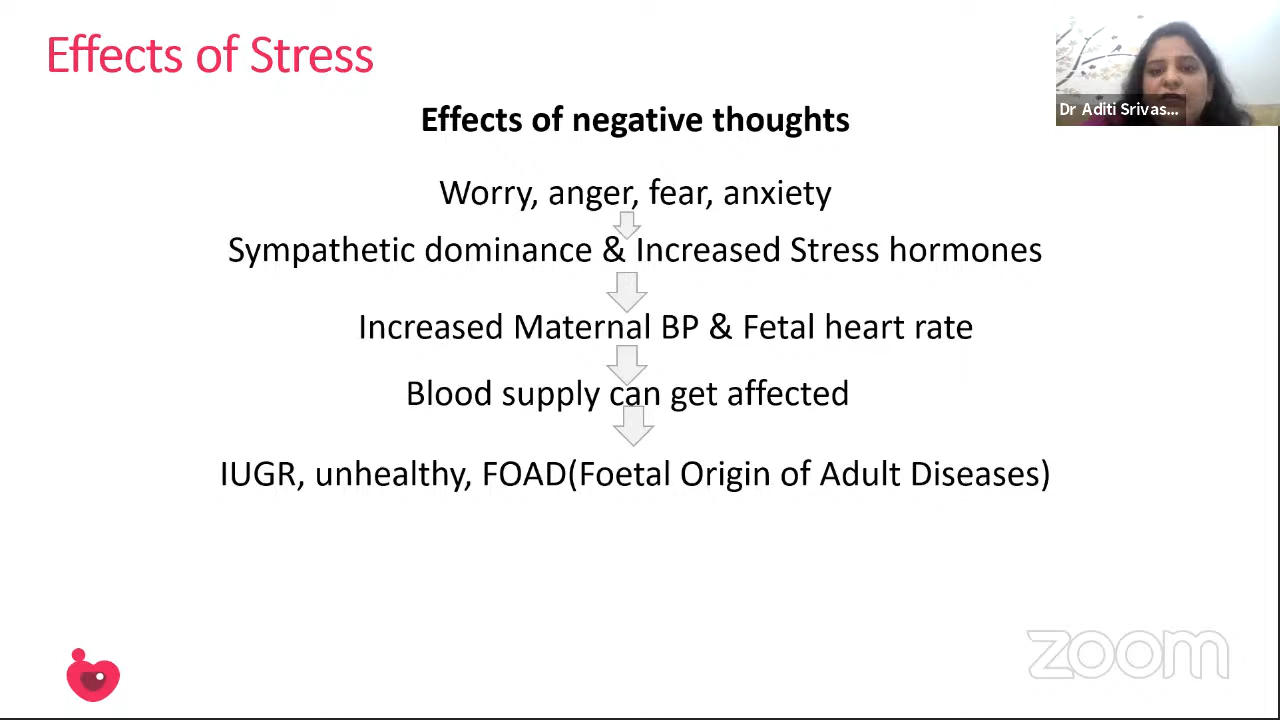 Effects of Stress
Dr Aditi Srivas...
Effects of negative thoughts
Worry, anger, fear, anxiety
Sympathetic dominance & Increased Stress hormones
Increased Maternal BP & Fetal heart rate
Blood supply can get affected
IUGR, unhealthy, FOAD(Foetal Origin of Adult Diseases)
zoom